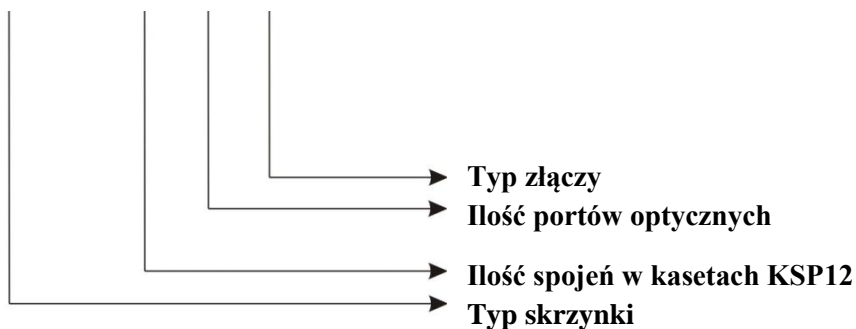 Typ złączy
Ilość portów optycznych
Ilość spojeń w kasetach KSP12
Typ skrzynki